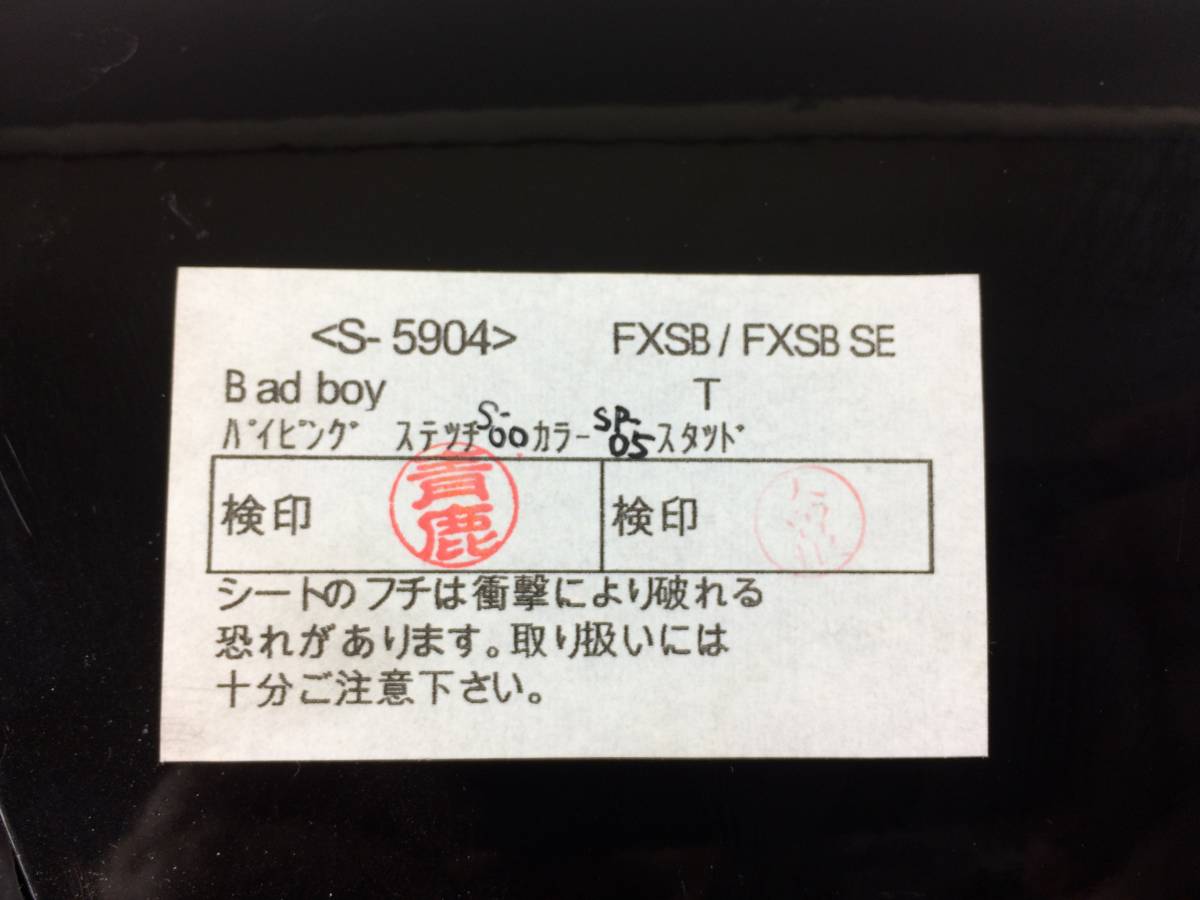 <S-5904> FXSB / FXSB SE
Bad boy T
ﾊﾟｲﾋﾟﾝｸﾞ ｽﾃｯﾁ S-00 ｶﾗｰ SP-05 ｽﾀｯﾄﾞ
検印 青鹿 検印
シートのフチは衝撃により破れる
恐れがあります。取り扱いには
十分ご注意下さい。